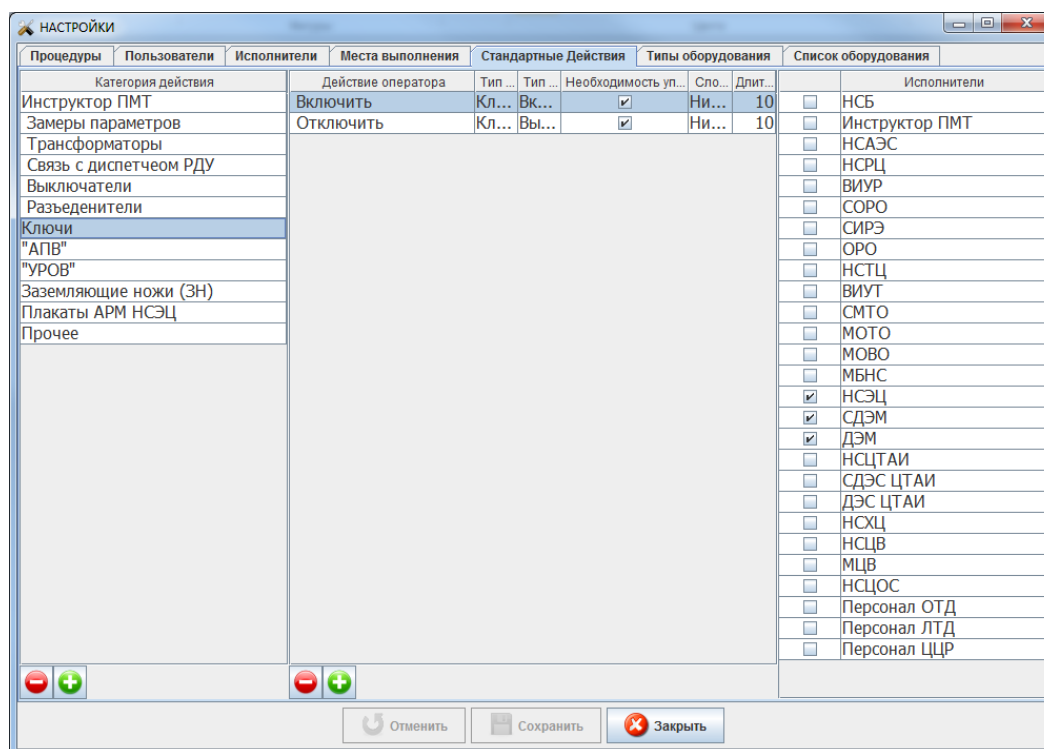 НАСТРОЙКИ
Процедуры Пользователи Исполнители Места выполнения Стандартные Действия Типы оборудования Список оборудования
Категория действия
Инструктор ПМТ
Замеры параметров
Трансформаторы
Связь с диспетчеом РДУ
Выключатели
Разъеденители
Ключи
"АПВ"
"УРОВ"
Заземляющие ножи (ЗН)
Плакаты АРМ НСЭЦ
Прочее
Действие оператора Тип ... Тип ... Необходимость уп... Сло... Длит...
Включить Кл... Вк... Ни... 10
Отключить Кл... Вы... Ни... 10
Исполнители
НСБ
Инструктор ПМТ
НСАЭС
НСРЦ
ВИУР
СОРО
СИРЭ
ОРО
НСТЦ
ВИУТ
СМТО
МОТО
МОВО
МБНС
НСЭЦ
СДЭМ
ДЭМ
НСЦТАИ
СДЭС ЦТАИ
ДЭС ЦТАИ
НСХЦ
НСЦВ
МЦВ
НСЦОС
Персонал ОТД
Персонал ЛТД
Персонал ЦЦР
Отменить Сохранить Закрыть